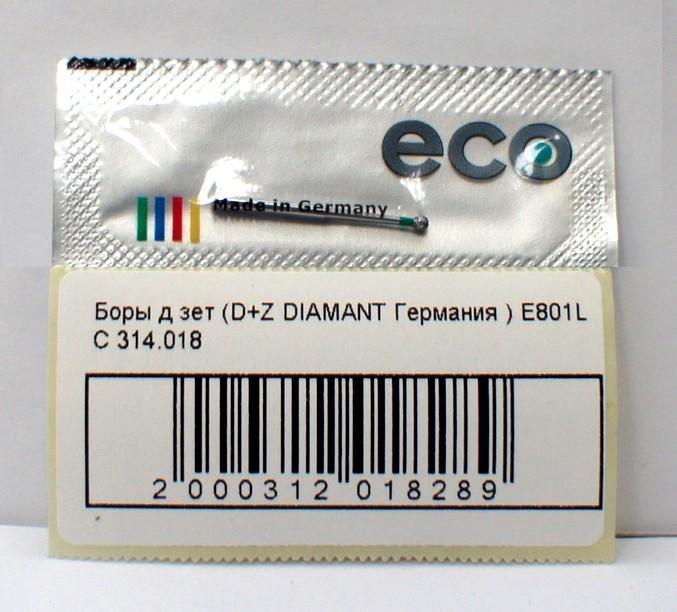 eco
Made in Germany
Боры д зет (D+Z DIAMANT Германия ) E801L
C 314.018
2 000312 018289